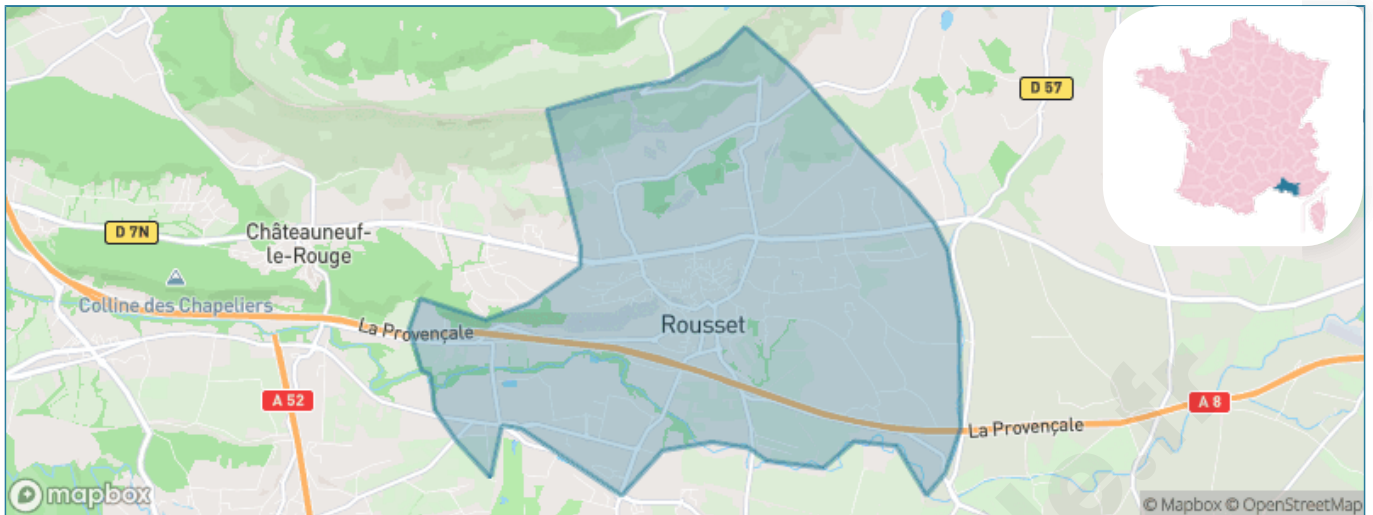 D 57
D 7N
Châteauneuf-
le-Rouge
Colline des Chapeliers
La Provençale
Rousset
A 52
A 8
La Provençale
mapbox
© Mapbox © OpenStreetMap